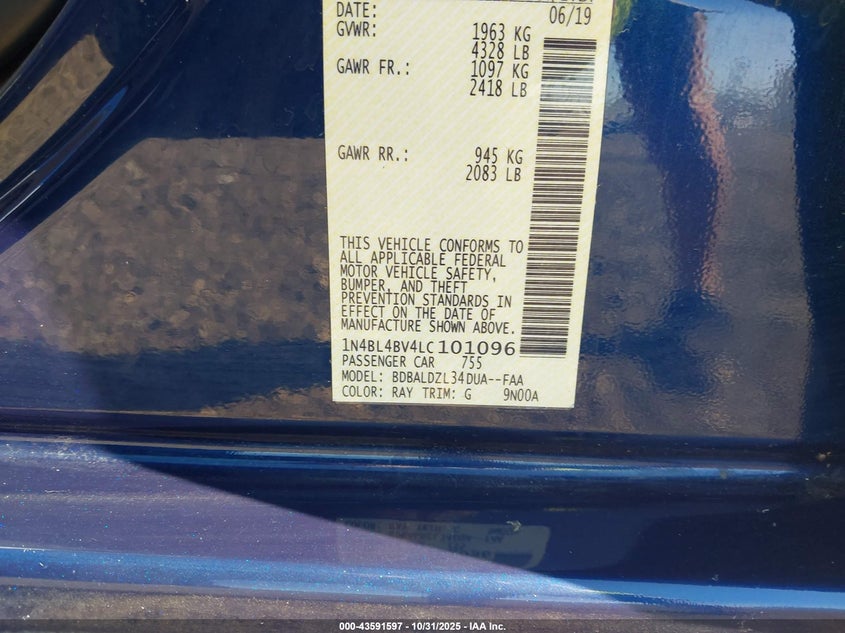 DATE: 06/19
GVWR: 1963 KG
4328 LB
GAWR FR.: 1097 KG
2418 LB
GAWR RR.: 945 KG
2083 LB
THIS VEHICLE CONFORMS TO
ALL APPLICABLE FEDERAL
MOTOR VEHICLE SAFETY,
BUMPER, AND THEFT
PREVENTION STANDARDS IN
EFFECT ON THE DATE OF
MANUFACTURE SHOWN ABOVE.
1N4BL4BV4LC101096
PASSENGER CAR 755
MODEL: BDBALDZL34DUA--FAA
COLOR: RAY TRIM: G 9N00A
000-43591597 - 10/31/2025 - IAA Inc.